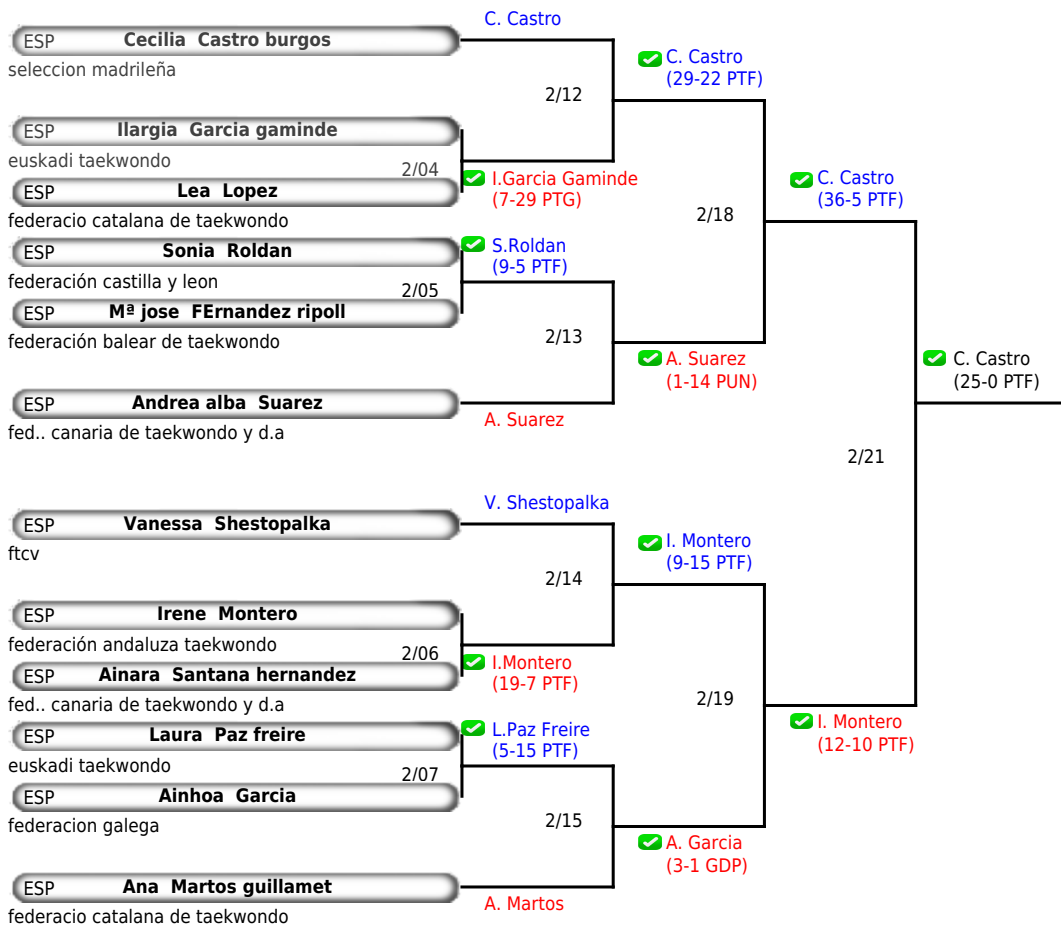 C. Castro
ESP Cecilia Castro burgos
seleccion madrileña
C. Castro
(29-22 PTF)
2/12
ESP Ilargia Garcia gaminde
euskadi taekwondo
2/04
ESP Lea Lopez
I.Garcia Gaminde
(7-29 PTG)
federacio catalana de taekwondo
C. Castro
(36-5 PTF)
2/18
ESP Sonia Roldan
S.Roldan
(9-5 PTF)
federación castilla y leon
2/05
ESP Mª jose FErnandez ripoll
federación balear de taekwondo
2/13
A. Suarez
(1-14 PUN)
C. Castro
(25-0 PTF)
ESP Andrea alba Suarez
A. Suarez
fed.. canaria de taekwondo y d.a
2/21
V. Shestopalka
ESP Vanessa Shestopalka
ftcv
I. Montero
(9-15 PTF)
2/14
ESP Irene Montero
federación andaluza taekwondo
2/06
ESP Ainara Santana hernandez
I.Montero
(19-7 PTF)
fed.. canaria de taekwondo y d.a
2/19
I. Montero
(12-10 PTF)
ESP Laura Paz freire
L.Paz Freire
(5-15 PTF)
euskadi taekwondo
2/07
ESP Ainhoa Garcia
federacion galega
2/15
A. Garcia
(3-1 GDP)
ESP Ana Martos guillamet
A. Martos
federacio catalana de taekwondo